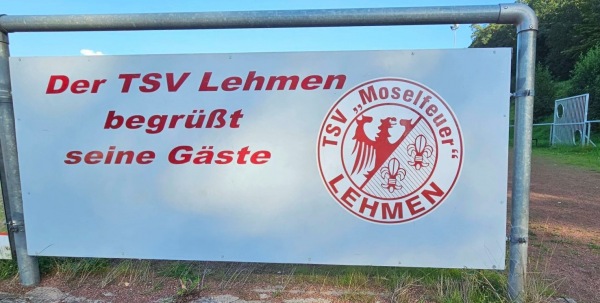 Der TSV Lehmen
begrüßt
seine Gäste
TSV „Moselfeuer“
LEHMEN